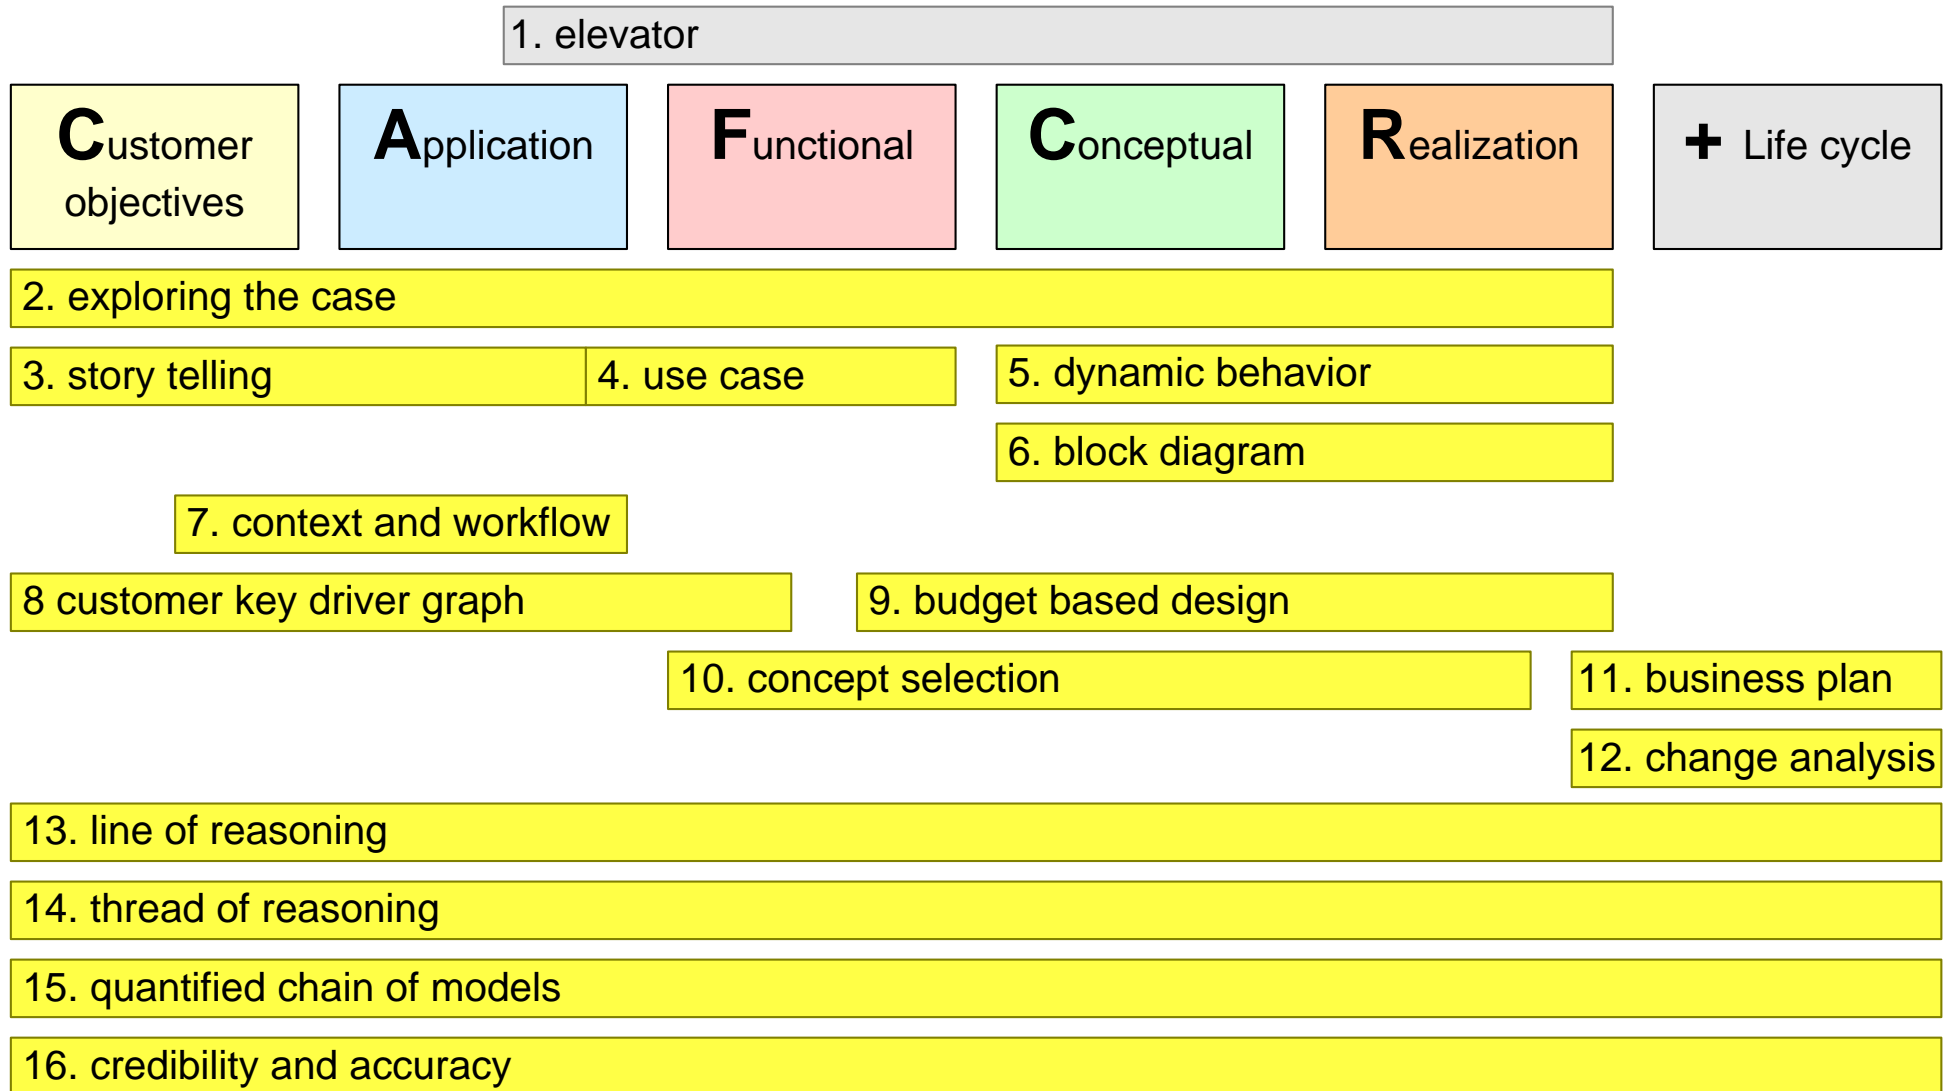 1. elevator
Customer
objectives
Application
Functional
Conceptual
Realization
+ Life cycle
2. exploring the case
3. story telling
4. use case
5. dynamic behavior
6. block diagram
7. context and workflow
8 customer key driver graph
9. budget based design
10. concept selection
11. business plan
12. change analysis
13. line of reasoning
14. thread of reasoning
15. quantified chain of models
16. credibility and accuracy